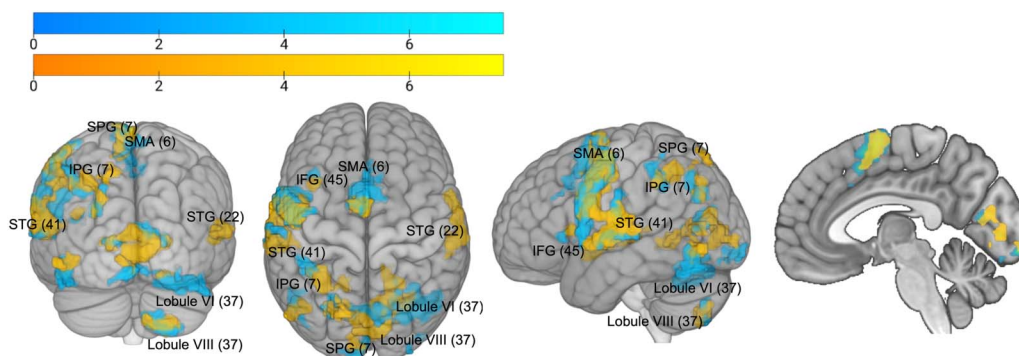 0 2 4 6
0 2 4 6
SPG (7)
SMA (6)
IPG (7)
STG (41)
STG (22)
Lobule VI (37)
Lobule VIII (37)
SMA (6)
IFG (45)
STG (41)
STG (22)
IPG (7)
Lobule VI (37)
Lobule VIII (37)
SPG (7)
SMA (6)
SPG (7)
IPG (7)
STG (41)
IFG (45)
Lobule VI (37)
Lobule VIII (37)